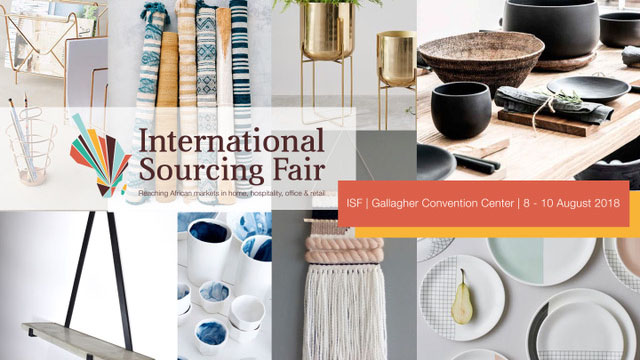 International
Sourcing Fair
Reaching African markets in home, hospitality, office & retail
ISF | Gallagher Convention Center | 8 - 10 August 2018